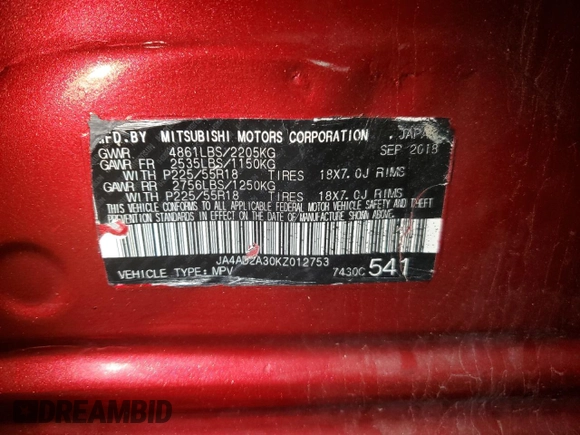 MFD.BY MITSUBISHI MOTORS CORPORATION , JAPAN
GVWR 4861LBS/2205KG SEP 2018
GAWR FR 2535LBS/1150KG
WITH P225/55R18 TIRES 18X7.0J RIMS
GAWR RR 2756LBS/1250KG
WITH P225/55R18 TIRES 18X7.0J RIMS
THIS VEHICLE CONFORMS TO ALL APPLICABLE FEDERAL MOTOR VEHICLE SAFETY AND THEFT
PREVENTION STANDARDS IN EFFECT ON THE DATE OF MANUFACTURE SHOWN ABOVE.
JA4AD2A30KZ012753
VEHICLE TYPE: MPV 7430C 541
DREAMBID